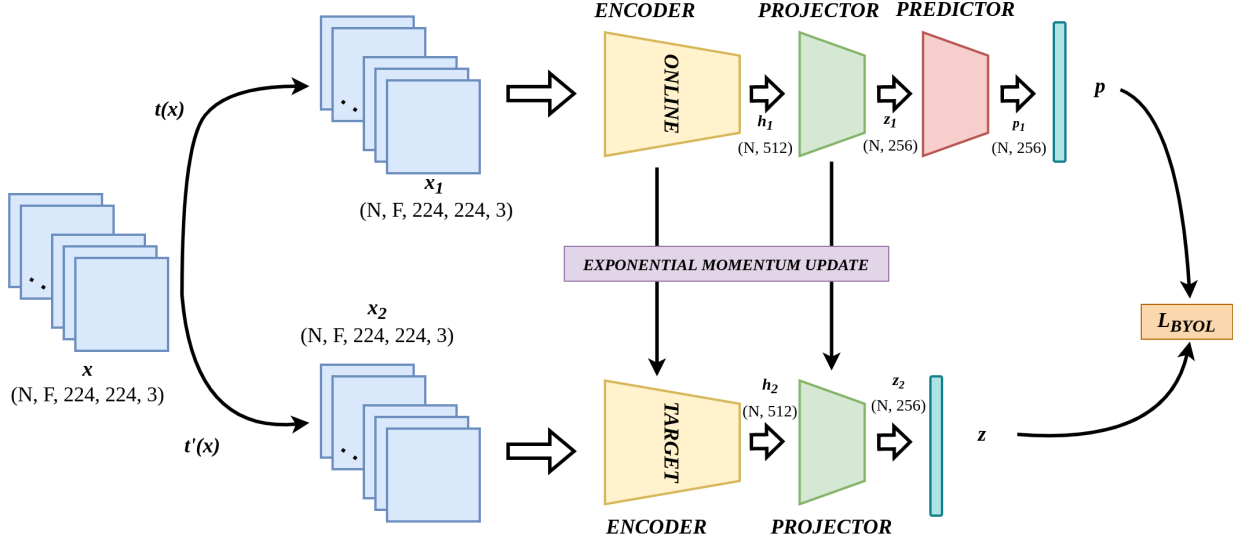 ENCODER
PROJECTOR
PREDICTOR
t(x)
ONLINE
h1
(N, 512)
z1
(N, 256)
p1
(N, 256)
p
x1
(N, F, 224, 224, 3)
EXPONENTIAL MOMENTUM UPDATE
x
(N, F, 224, 224, 3)
LBYOL
x2
(N, F, 224, 224, 3)
t'(x)
TARGET
h2
(N, 512)
z2
(N, 256)
z
ENCODER
PROJECTOR